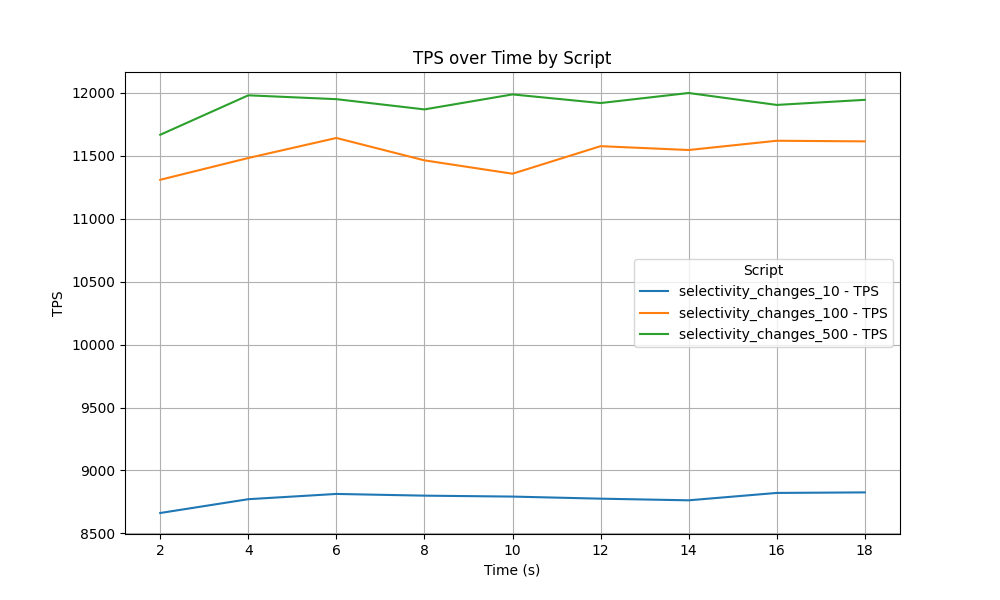 TPS over Time by Script
12000
11500
11000
10500
10000
9500
9000
8500
TPS
Script
selectivity_changes_10 - TPS
selectivity_changes_100 - TPS
selectivity_changes_500 - TPS
2 4 6 8 10 12 14 16 18
Time (s)